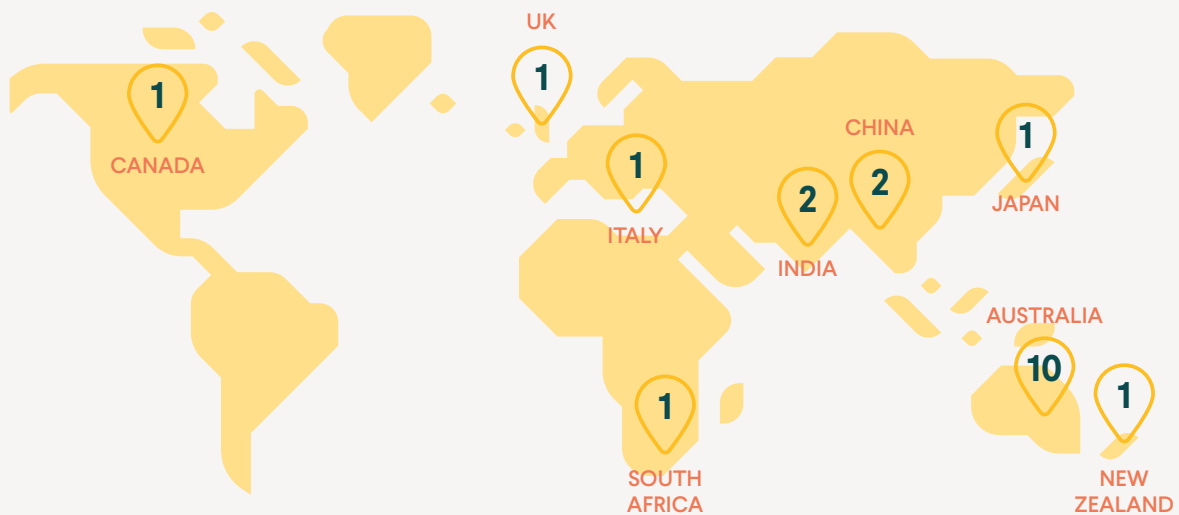 UK
1
1
CANADA
CHINA
1
1
2
2
JAPAN
ITALY
INDIA
AUSTRALIA
10
1
1
SOUTH
AFRICA
NEW
ZEALAND